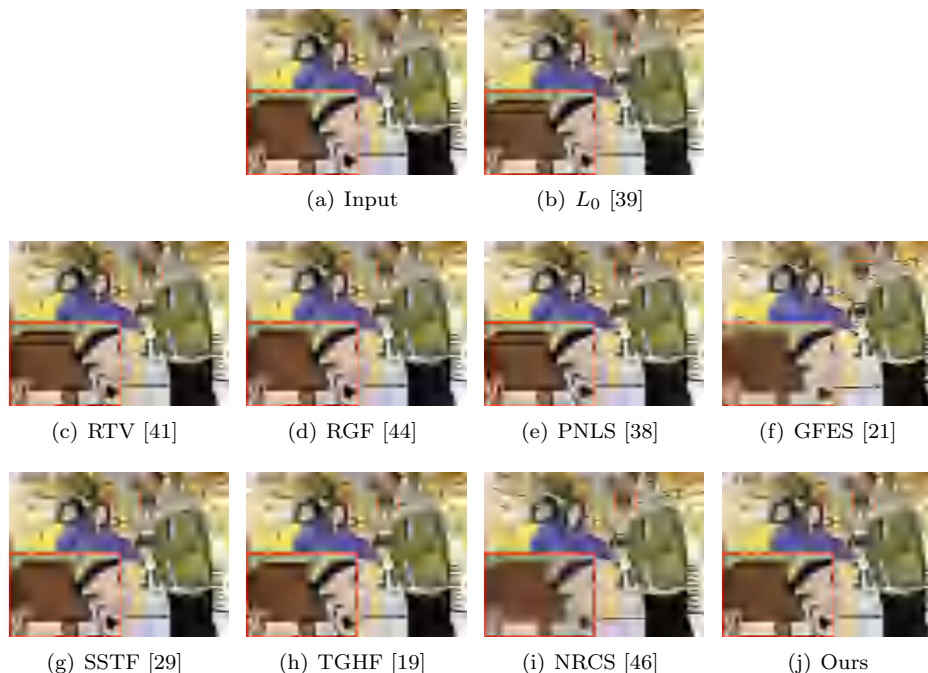 (a) Input
(b) L₀ [39]
(c) RTV [41]
(d) RGF [44]
(e) PNLS [38]
(f) GFES [21]
(g) SSTF [29]
(h) TGHF [19]
(i) NRCS [46]
(j) Ours